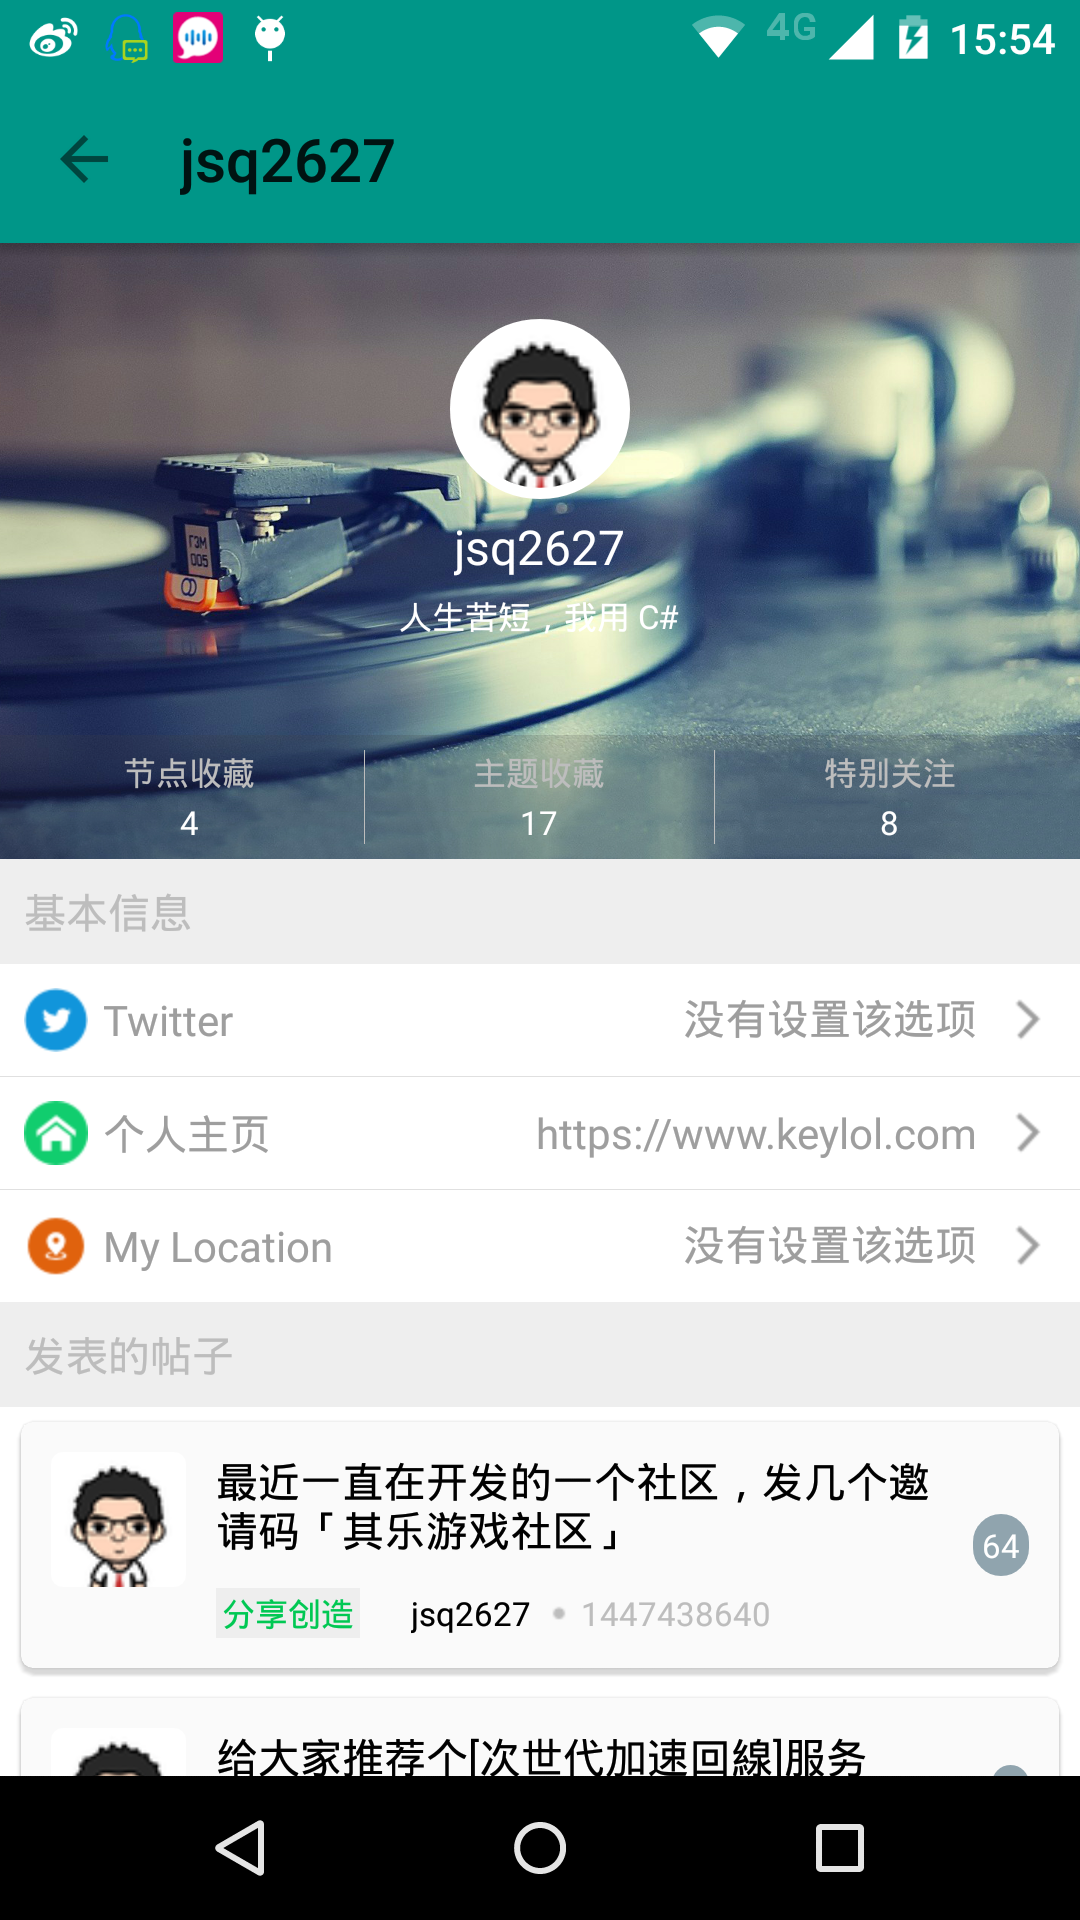 4G 15:54
jsq2627
ГЗМ
005
jsq2627
人生苦短，我用 C#
节点收藏 主题收藏 特别关注
4 17 8
基本信息
Twitter 没有设置该选项
个人主页 https://www.keylol.com
My Location 没有设置该选项
发表的帖子
最近一直在开发的一个社区，发几个邀
请码「其乐游戏社区」
64
分享创造 jsq2627 1447438640
给大家推荐个[次世代加速回線]服务